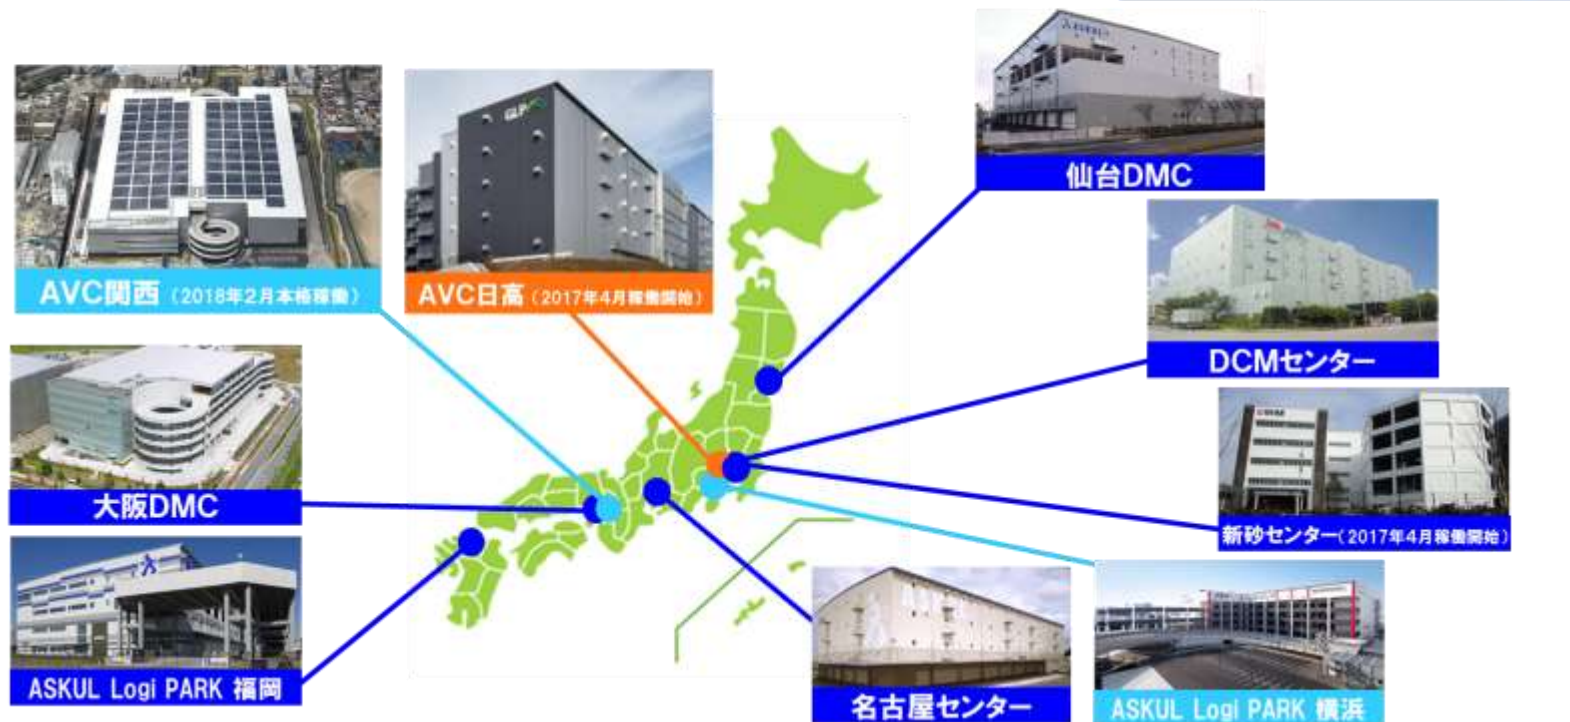 仙台DMC
AVC関西(2018年2月本格稼働)
AVC日高(2017年4月稼働開始)
GLP
DCMセンター
大阪DMC
新砂センター(2017年4月稼働開始)
ASKUL Logi PARK 福岡
名古屋センター
ASKUL Logi PARK 横浜